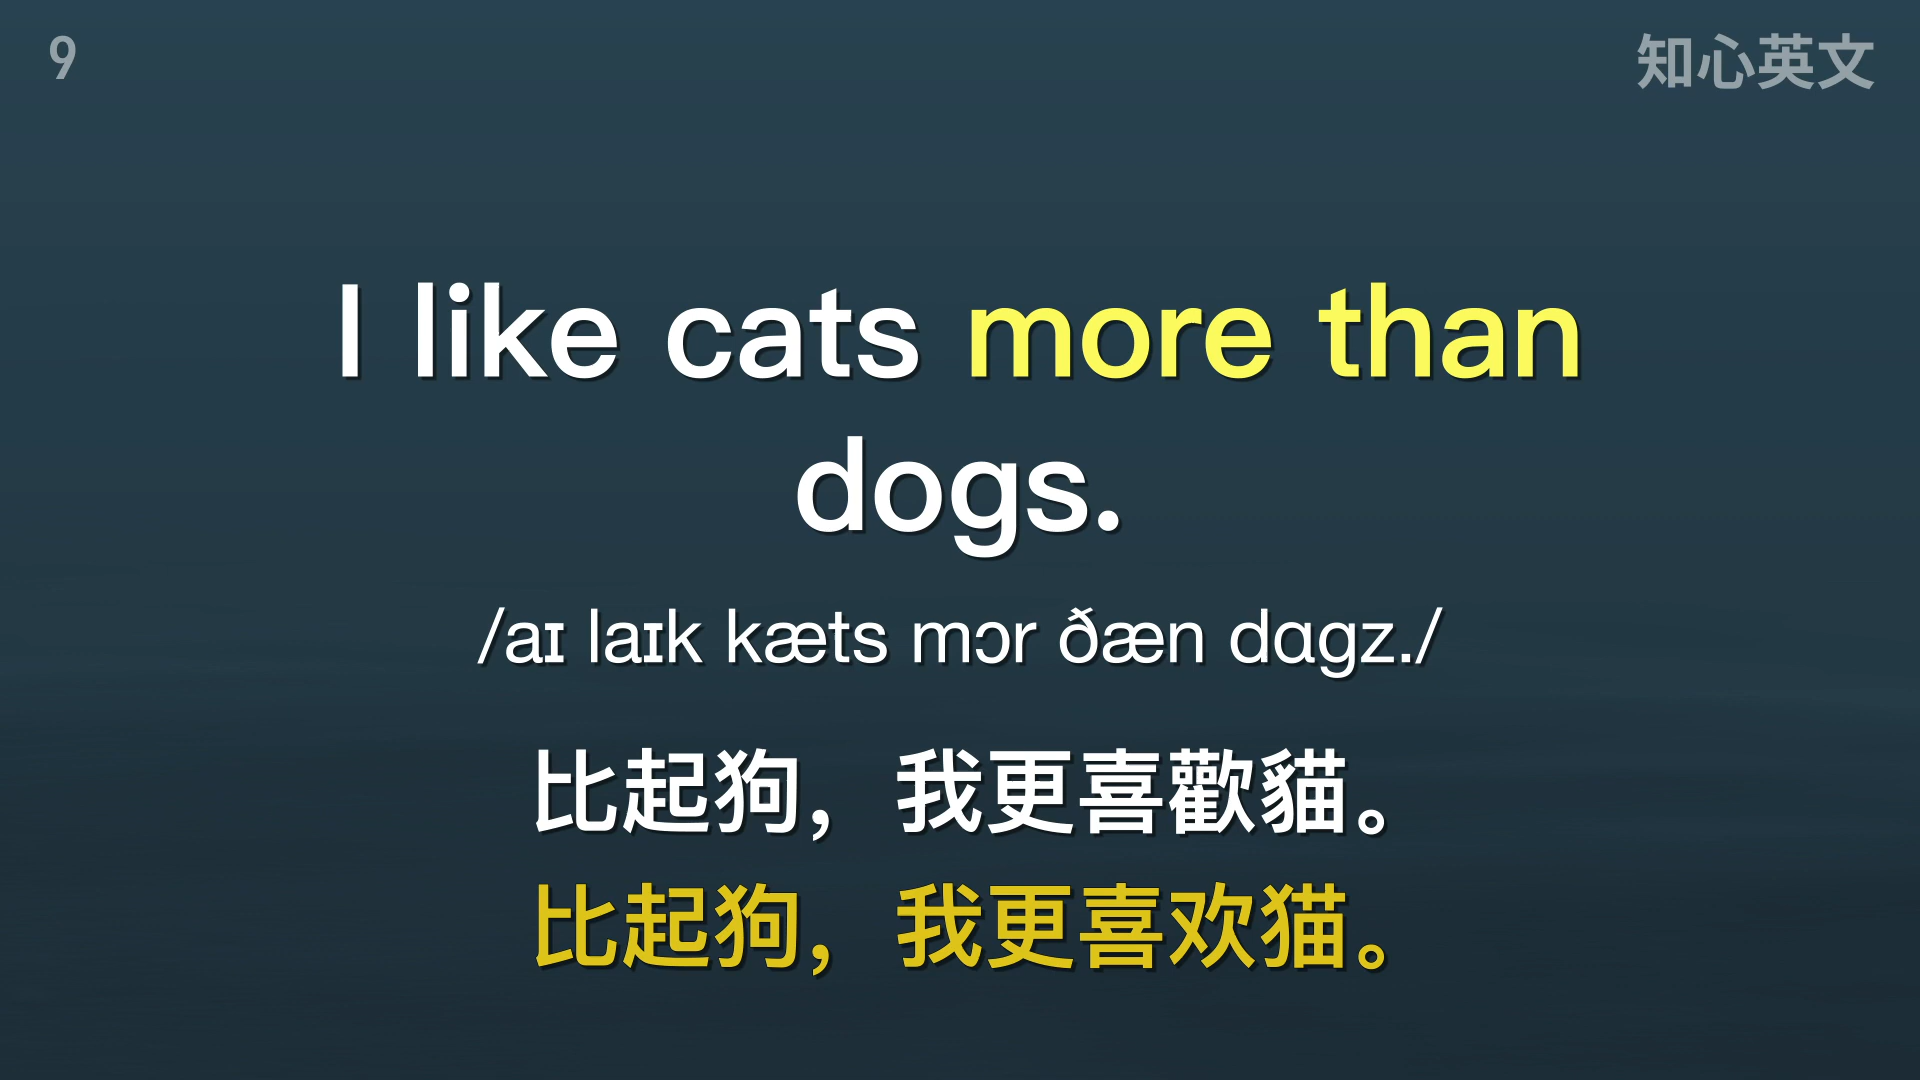 9
知心英文
I like cats more than
dogs.
/aɪ laɪk kæts mɔr ðæn dɑgz./
比起狗，我更喜歡貓。
比起狗，我更喜欢猫。